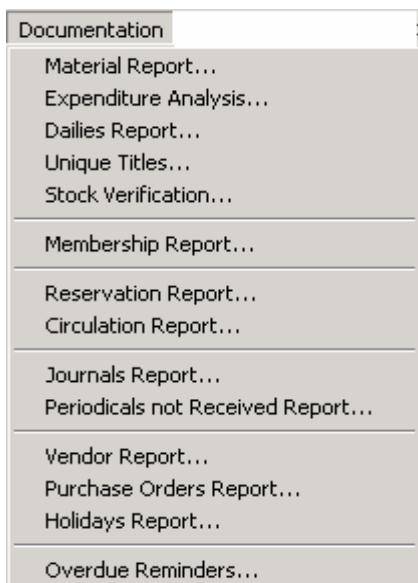 Documentation
Material Report...
Expenditure Analysis...
Dailies Report...
Unique Titles...
Stock Verification...
Membership Report...
Reservation Report...
Circulation Report...
Journals Report...
Periodicals not Received Report...
Vendor Report...
Purchase Orders Report...
Holidays Report...
Overdue Reminders...